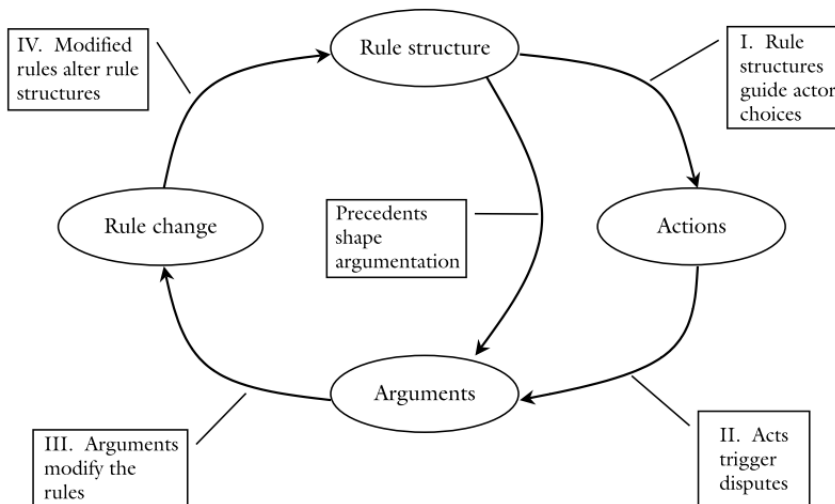 IV. Modified
rules alter rule
structures
Rule structure
I. Rule
structures
guide actor
choices
Rule change
Precedents
shape
argumentation
Actions
Arguments
III. Arguments
modify the
rules
II. Acts
trigger
disputes